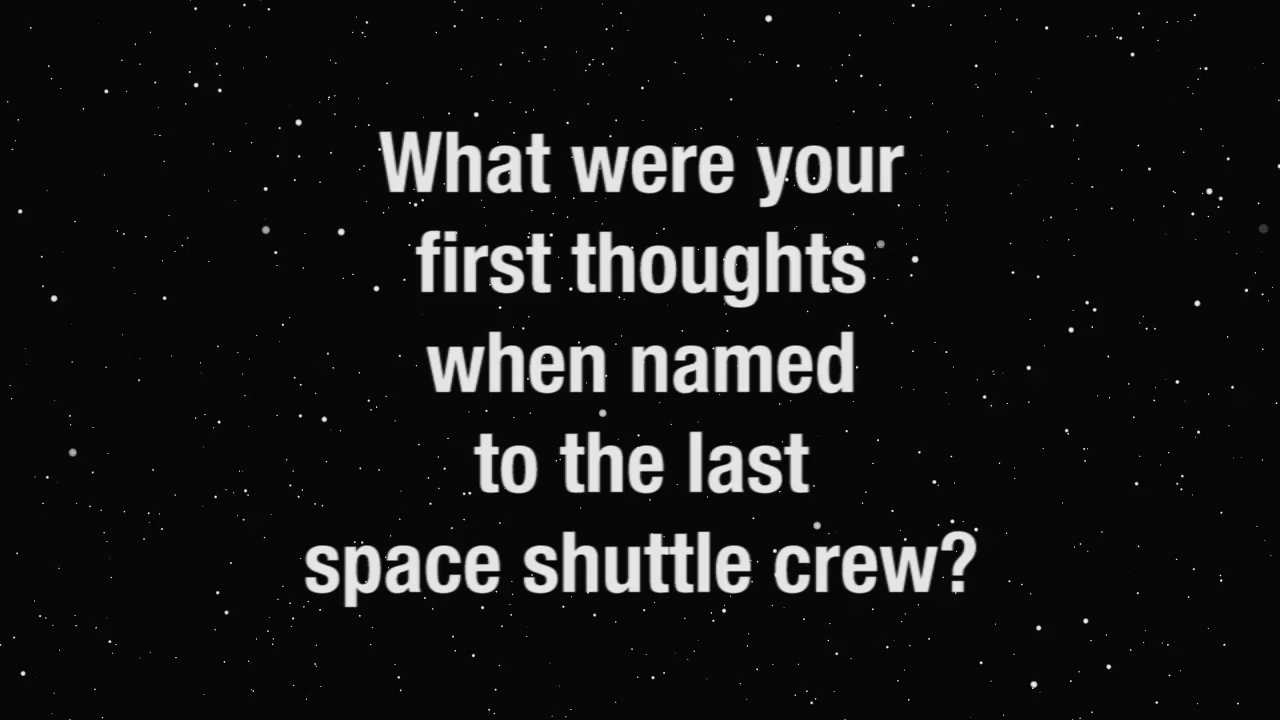 What were your
first thoughts
when named
to the last
space shuttle crew?